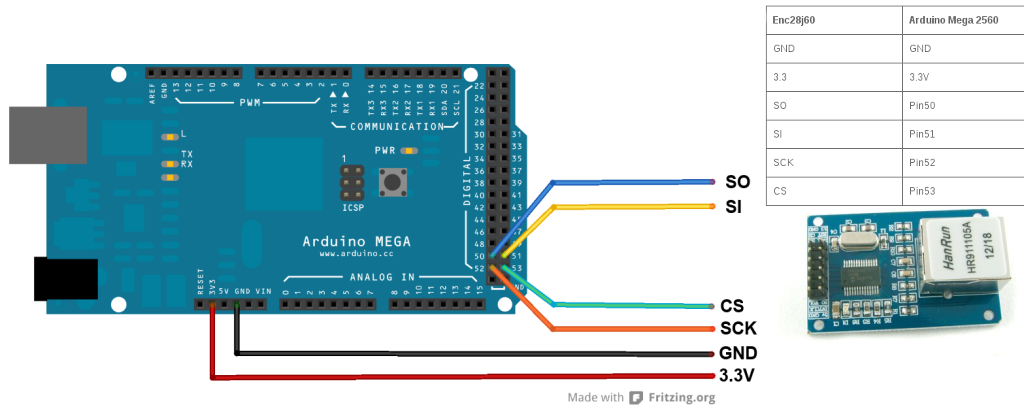 Enc28j60 Arduino Mega 2560
GND GND
3.3 3.3V
SO Pin50
SI Pin51
SCK Pin52
CS Pin53
AREF GND 13 12 11 10 9 8 7 6 5 4 3 2 1 0
TX RX
PWM
TX3 14
RX3 15
TX2 16
RX2 17
TX1 18
RX1 19
SDA 20
SCL 21
COMMUNICATION
L
TX
RX
PWR
1
ICSP
DIGITAL
22
24
26
28
30 31
32 33
34 35
36 37
38 39
40 41
42 43
44
46 47
48
50 51
52 53
GND
Arduino MEGA
www.arduino.cc
ANALOG IN
RESET 3V3 5V GND VIN 0 1 2 3 4 5 6 7 8 9 10 11 12 13 14 15
SO
SI
CS
SCK
GND
3.3V
HanRun
HR911105A
12/18
Made with Fritzing.org